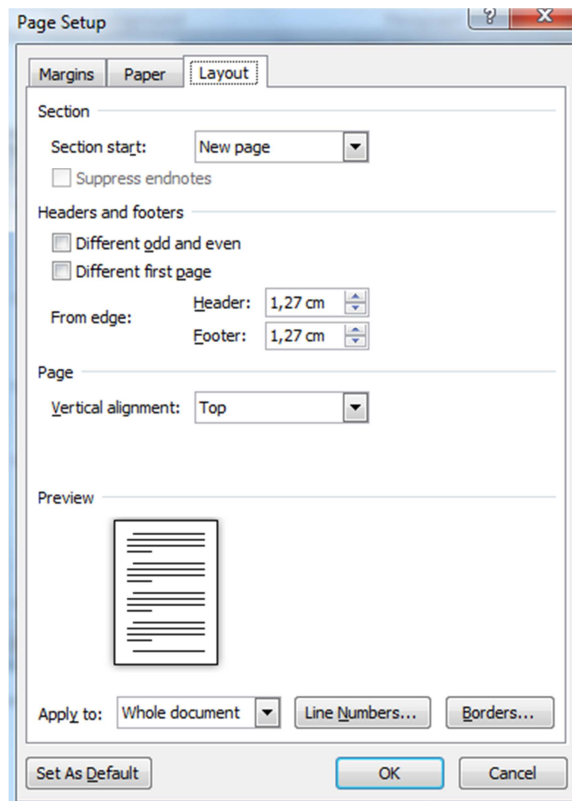 Page Setup
Margins Paper Layout
Section
Section start: New page
Suppress endnotes
Headers and footers
Different odd and even
Different first page
Header: 1,27 cm
From edge:
Footer: 1,27 cm
Page
Vertical alignment: Top
Preview
Apply to: Whole document Line Numbers... Borders...
Set As Default OK Cancel